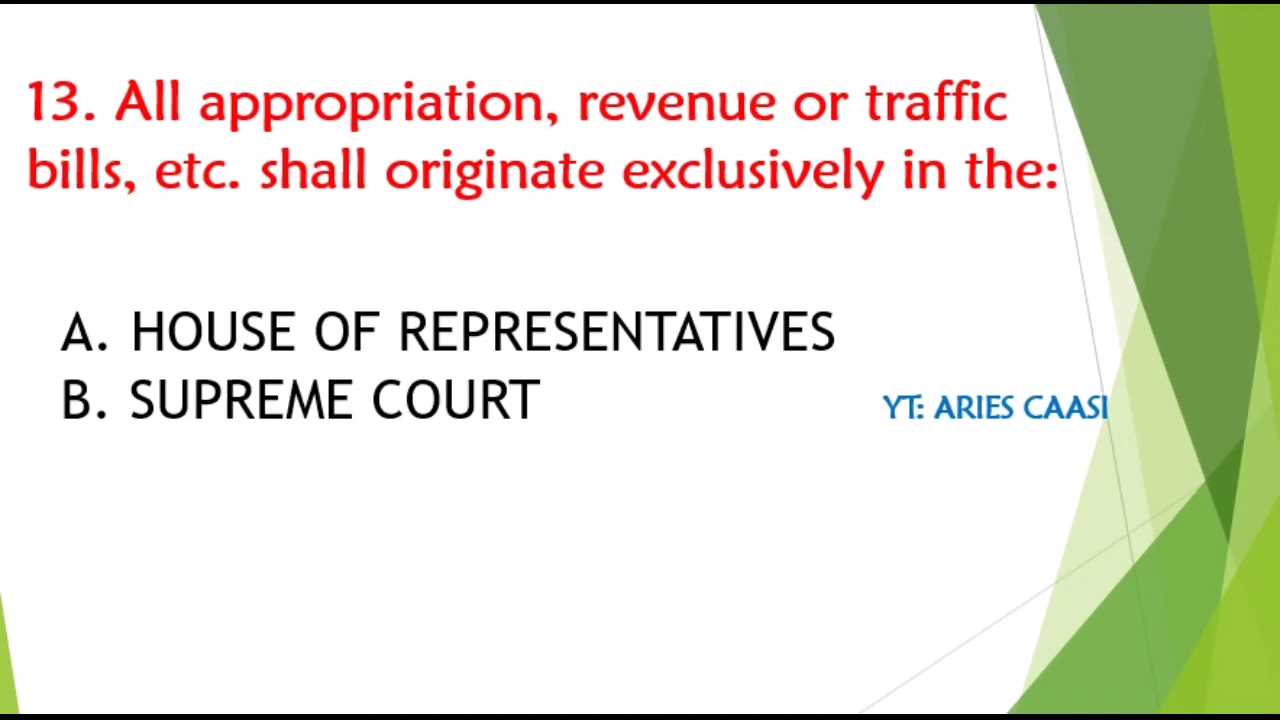 13. All appropriation, revenue or traffic
bills, etc. shall originate exclusively in the:
A. HOUSE OF REPRESENTATIVES
B. SUPREME COURT
YT: ARIES CAASI